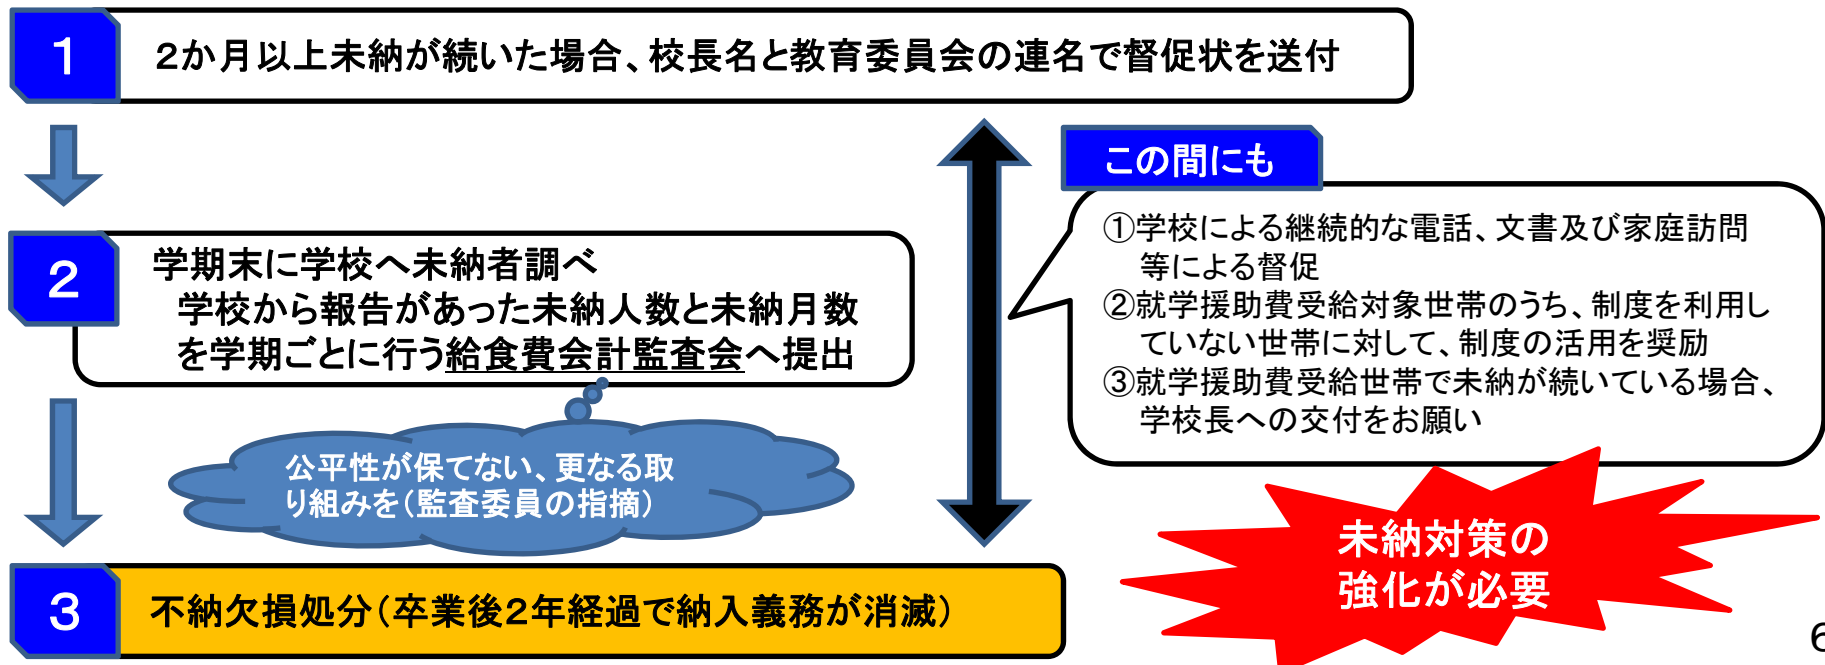 1
2か月以上未納が続いた場合、校長名と教育委員会の連名で督促状を送付
この間にも
①学校による継続的な電話、文書及び家庭訪問
等による督促
②就学援助費受給対象世帯のうち、制度を利用し
ていない世帯に対して、制度の活用を奨励
③就学援助費受給世帯で未納が続いている場合、
学校長への交付をお願い
2
学期末に学校へ未納者調べ
学校から報告があった未納人数と未納月数
を学期ごとに行う給食費会計監査会へ提出
公平性が保てない、更なる取
り組みを(監査委員の指摘)
未納対策の
強化が必要
3
不納欠損処分(卒業後2年経過で納入義務が消滅)
6